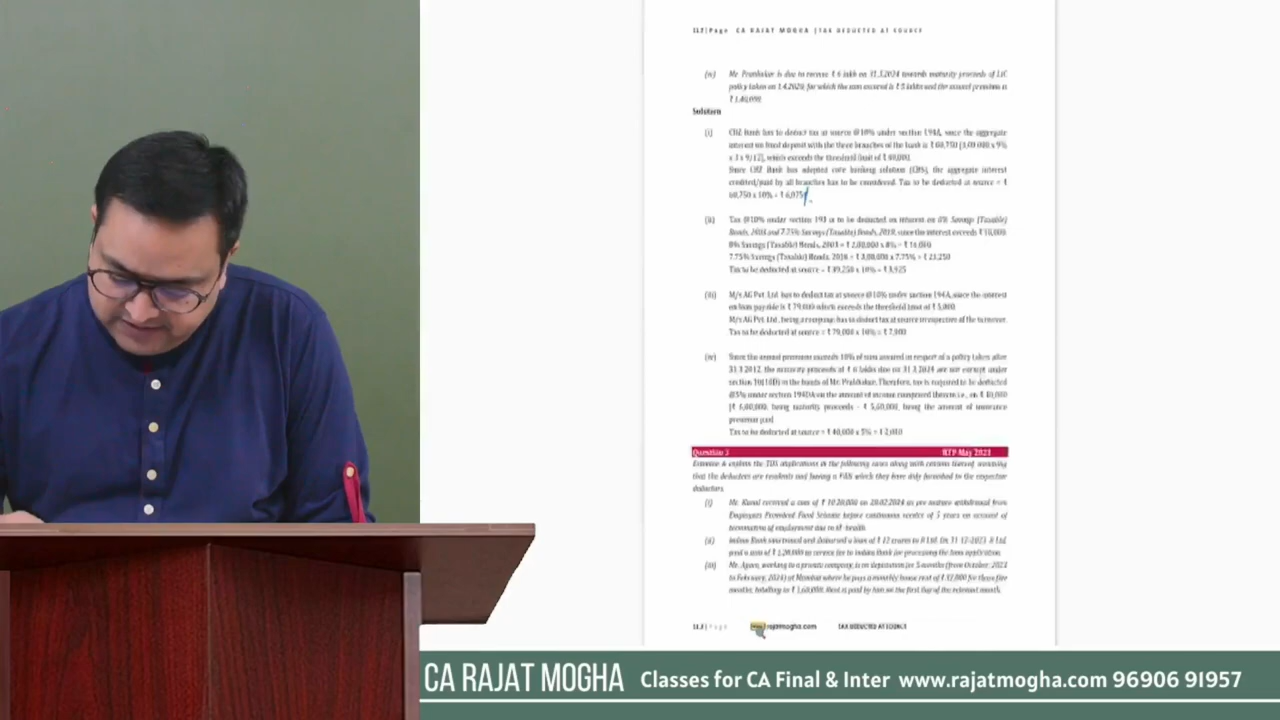 117|Page CA RAJAT MOGHA |TAX DEDUCTED AT SOURCE
(iv) Mr. Prabhakar is due to receive ₹ 6 lakh on 31.3.2024 towards maturity proceeds of LIC
policy taken on 1.4.2020, for which the sum assured is ₹ 5 lakhs and the annual premium is
₹ 1,40,000.
Solution
(i) CBZ Bank has to deduct tax at source @10% under section 194A, since the aggregate
interest on fixed deposit with the three branches of the bank is ₹ 60,750
x 3 x 9/12], which exceeds the threshold limit of ₹ 40,000.
Since CBZ Bank has adopted core banking solution (CBS), the aggregate interest
credited/paid by all branches has to be considered. Tax to be deducted at source = ₹
60,750 x 10% = ₹ 6,075
(ii) Tax @10% under section 193 is to be deducted on interest on 8% Savings (Taxable)
Bonds, 2003 and 7.75% Savings (Taxable) Bonds, 2018, since the interest exceeds ₹ 10,000.
8% Savings (Taxable) Bonds, 2003 = ₹ 2,00,000 x 8% = ₹ 16,000
7.75% Savings (Taxable) Bonds, 2018 = ₹ 3,00,000 x 7.75% = ₹ 23,250
Tax to be deducted at source = ₹ 39,250 x 10% = ₹ 3,925
(iii) M/s AG Pvt. Ltd. has to deduct tax at source @10% under section 194A, since the interest
on loan payable is ₹ 79,000 which exceeds the threshold limit of ₹ 5,000.
M/s AG Pvt. Ltd., being a company, has to deduct tax at source irrespective of the turnover.
Tax to be deducted at source = ₹ 79,000 x 10% = ₹ 7,900
(iv) Since the annual premium exceeds 10% of sum assured in respect of a policy taken after
31.3.2012, the maturity proceeds of ₹ 6 lakhs due on 31.3.2024 are not exempt under
section 10(10D) in the hands of Mr. Prabhakar. Therefore, tax is required to be deducted
@5% under section 194DA on the amount of income comprised therein i.e., on ₹ 40,000
(₹ 6,00,000, being maturity proceeds - ₹ 5,60,000, being the amount of insurance
premium paid
Tax to be deducted at source = ₹ 40,000 x 5% = ₹ 2,000
Question 5 RTP May 2021
Examine & explain the TDS implications in the following cases along with reasons thereof, assuming
that the deductees are residents and having a PAN which they have duly furnished to the respective
deductors.
(i) Mr. Kunal received a sum of ₹ 10,20,000 on 28.02.2024 as pre-mature withdrawal from
Employees Provident Fund Scheme before continuous service of 5 years on account of
termination of employment due to ill-health.
(ii) Indian Bank sanctioned and disbursed a loan of ₹ 12 crores to B Ltd. on 31-12-2023. B Ltd.
paid a sum of ₹ 1,20,000 as service fee to Indian Bank for processing the loan application.
(iii) Mr. working in a private company, is on deputation for 5 months (from October, 2023
to February, 2024) at Mumbai where he pays a monthly house rent of ₹ 32,000 for those five
months, totalling to ₹ 1,60,000. Rent is paid by him on the first day of the relevant month.
117|Page rajatmogha.com TAX DEDUCTED AT SOURCE
CA RAJAT MOGHA Classes for CA Final & Inter www.rajatmogha.com 96906 91957